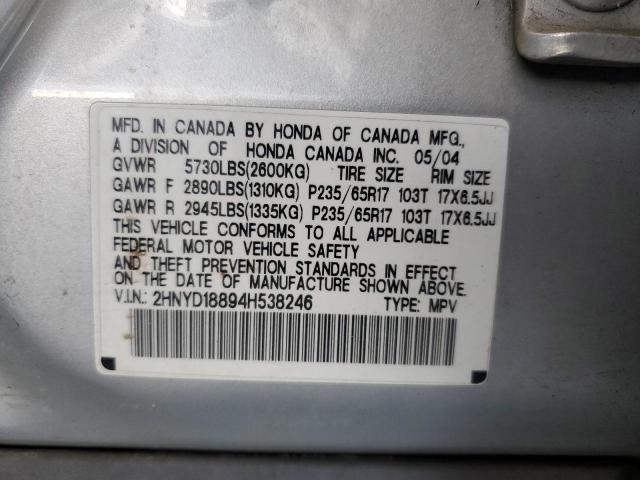 MFD. IN CANADA BY HONDA OF CANADA MFG.,
A DIVISION OF HONDA CANADA INC. 05/04
GVWR 5730LBS(2600KG) TIRE SIZE RIM SIZE
GAWR F 2890LBS(1310KG) P235/65R17 103T 17X6.5JJ
GAWR R 2945LBS(1335KG) P235/65R17 103T 17X6.5JJ
THIS VEHICLE CONFORMS TO ALL APPLICABLE
FEDERAL MOTOR VEHICLE SAFETY
AND THEFT PREVENTION STANDARDS IN EFFECT
ON THE DATE OF MANUFACTURE SHOWN ABOVE.
V.I.N.: 2HNYD18894H538246 TYPE: MPV